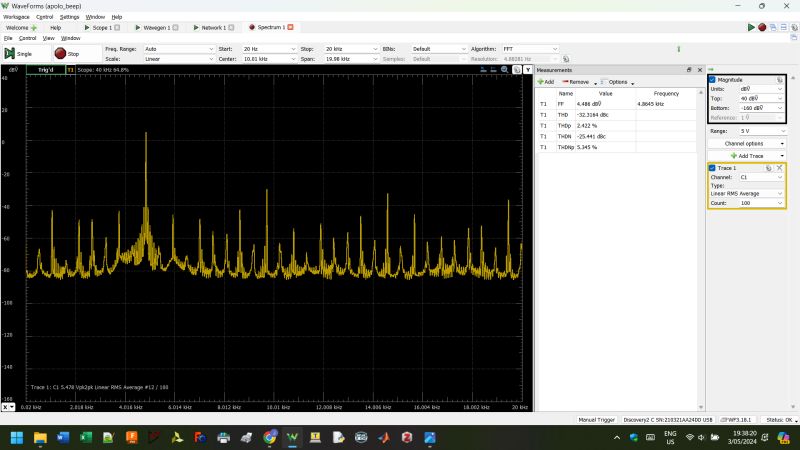 WaveForms (apolo_beep)
Workspace Control Settings Window Help
Welcome Help Scope 1 Wavegen 1 Network 1 Spectrum 1
File Control View Window
Single Stop Freq. Range: Auto Start: 20 Hz Stop: 20 kHz BINs: Default Algorithm: FFT
Scale: Linear Center: 10.01 kHz Span: 19.98 kHz Samples: Default Resolution: 4.88281 Hz
dBṼ Trig'd T1 Scope: 40 kHz 64.8% Y
40
20
0
-20
-40
-60
-80
-100
-120
-140
-160
Trace 1: C1 5.478 Vpk2pk Linear RMS Average #12 / 100
X 0.02 kHz 2.018 kHz 4.016 kHz 6.014 kHz 8.012 kHz 10.01 kHz 12.008 kHz 14.006 kHz 16.004 kHz 18.002 kHz 20 kHz
Measurements
Add Remove Options
Name Value Frequency
T1 FF 4.486 dBṼ 4.8645 kHz
T1 THD -32.3164 dBc
T1 THDp 2.422 %
T1 THDN -25.441 dBc
T1 THDNp 5.345 %
Magnitude
Units: dBṼ
Top: 40 dBṼ
Bottom: -160 dBṼ
Reference: 1 Ṽ
Range: 5 V
Channel options
Add Trace
Trace 1
Channel: C1
Type:
Linear RMS Average
Count: 100
Manual Trigger Discovery2 C SN:210321AA24DD USB WF3.18.1 Status: OK
ENG
US
19:38:20
3/05/2024